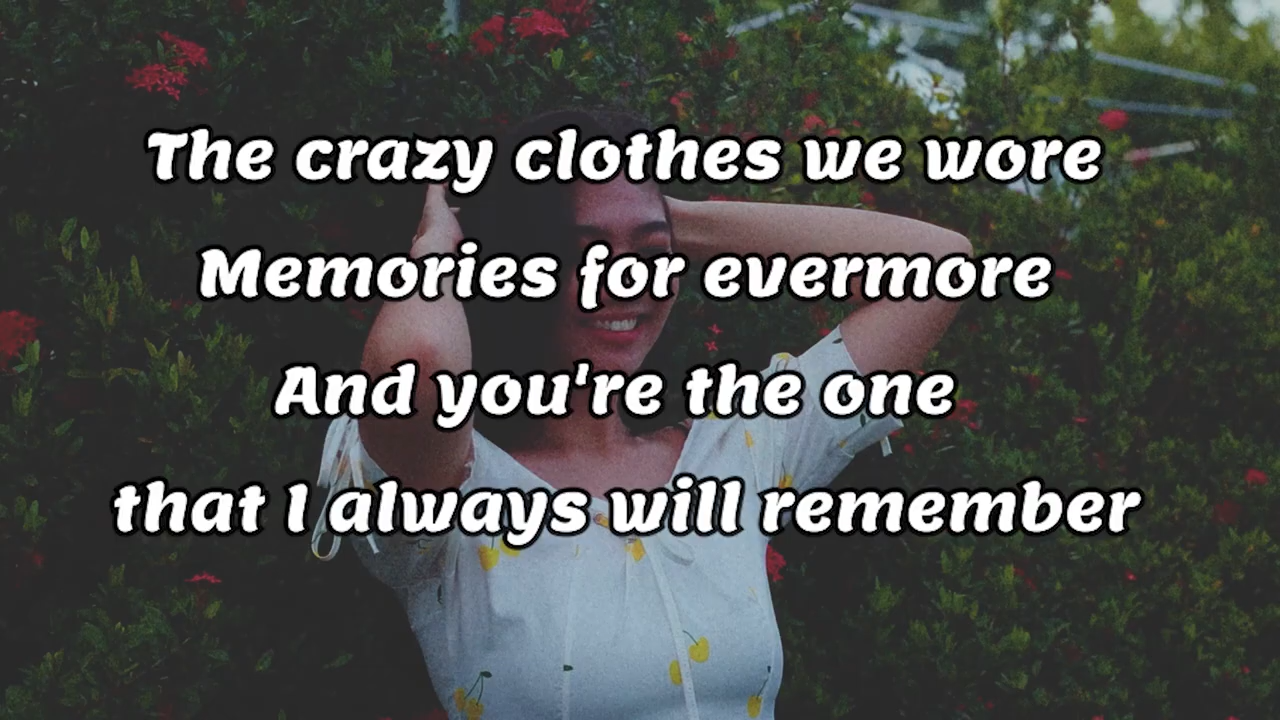 The crazy clothes we wore
Memories for evermore
And you're the one
that I always will remember